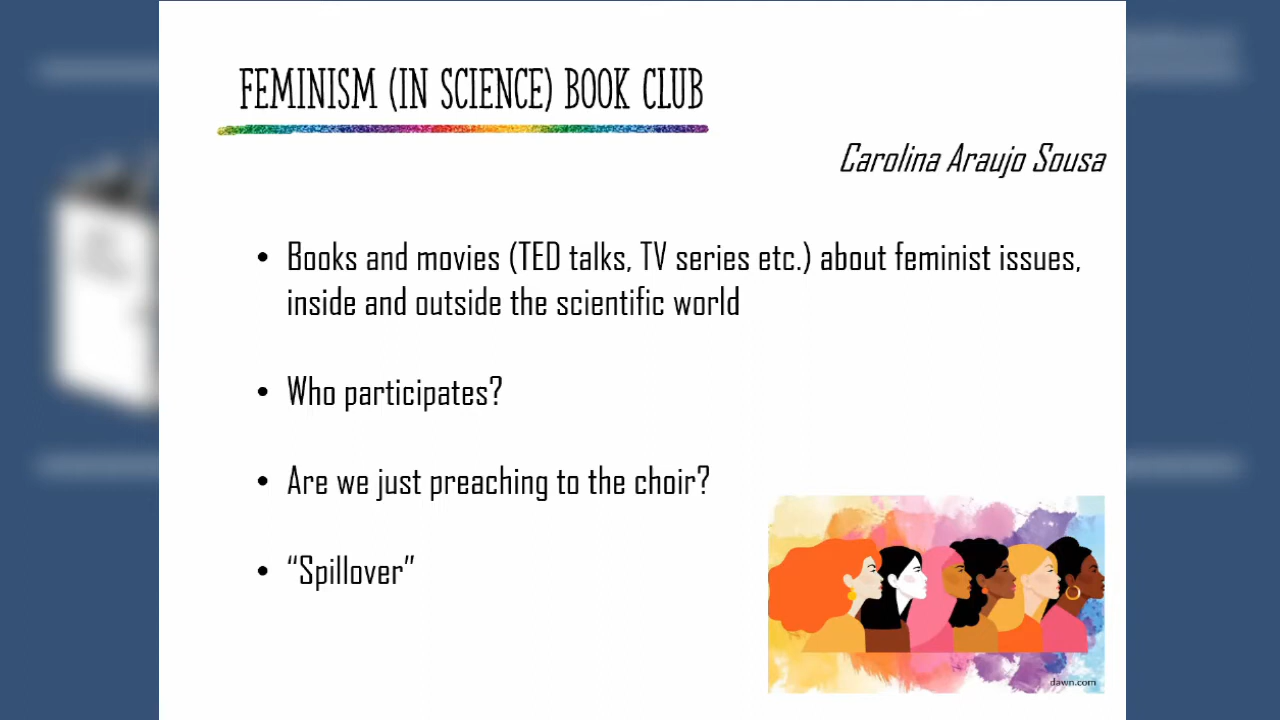 FEMINISM (IN SCIENCE) BOOK CLUB
Carolina Araujo Sousa
• Books and movies (TED talks, TV series etc.) about feminist issues,
inside and outside the scientific world
• Who participates?
• Are we just preaching to the choir?
• “Spillover”
dawn.com